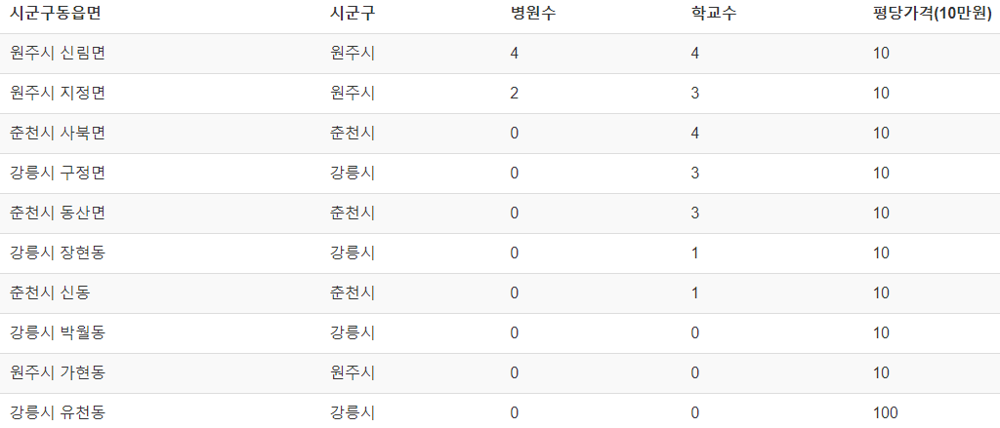 시군구동읍면 시군구 병원수 학교수 평당가격(10만원)
원주시 신림면 원주시 4 4 10
원주시 지정면 원주시 2 3 10
춘천시 사북면 춘천시 0 4 10
강릉시 구정면 강릉시 0 3 10
춘천시 동산면 춘천시 0 3 10
강릉시 장현동 강릉시 0 1 10
춘천시 신동 춘천시 0 1 10
강릉시 박월동 강릉시 0 0 10
원주시 가현동 원주시 0 0 10
강릉시 유천동 강릉시 0 0 100